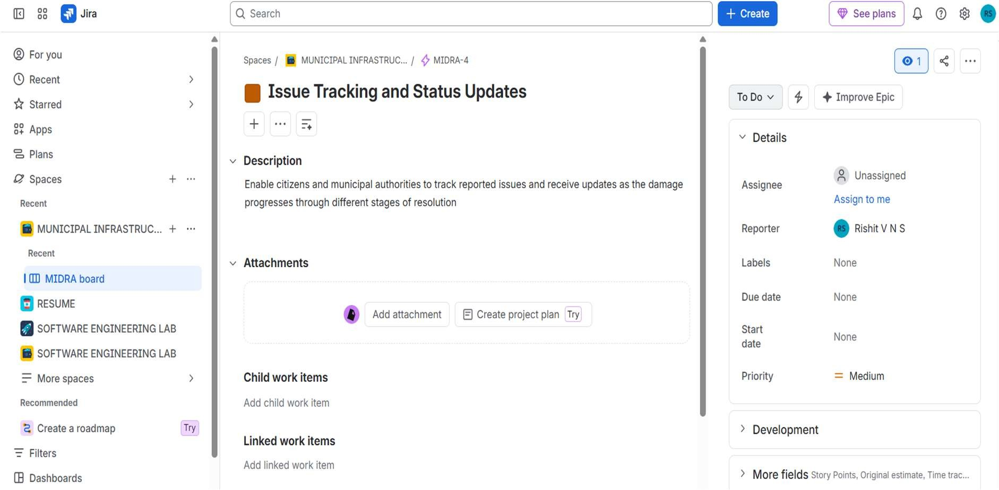 Jira
Search
+ Create
See plans
RS
For you
Recent
Starred
Apps
Plans
Spaces
Recent
MUNICIPAL INFRASTRUC...
Recent
MIDRA board
RESUME
SOFTWARE ENGINEERING LAB
SOFTWARE ENGINEERING LAB
More spaces
Recommended
Create a roadmap Try
Filters
Dashboards
Spaces / MUNICIPAL INFRASTRUC... / MIDRA-4
Issue Tracking and Status Updates
Description
Enable citizens and municipal authorities to track reported issues and receive updates as the damage
progresses through different stages of resolution
Attachments
Add attachment
Create project plan Try
Child work items
Add child work item
Linked work items
Add linked work item
1
To Do
Improve Epic
Details
Assignee
Unassigned
Assign to me
Reporter
RS Rishit V N S
Labels
None
Due date
None
Start
date
None
Priority
Medium
Development
More fields Story Points, Original estimate, Time trac...